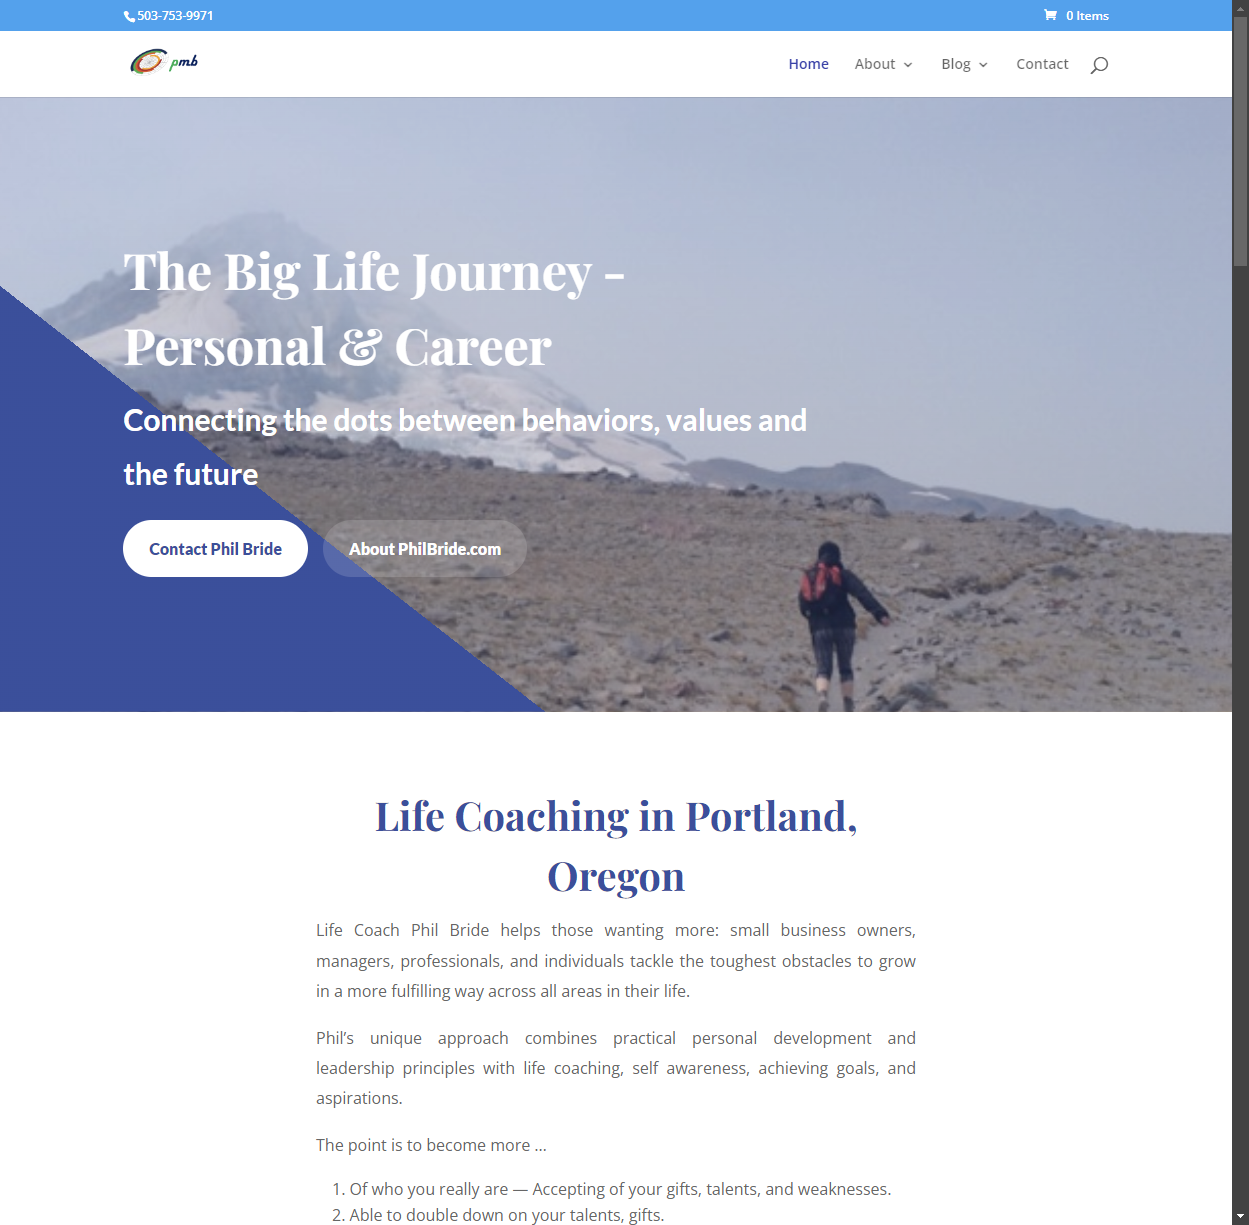 503-753-9971
0 Items
pmb
Home
About
Blog
Contact
The Big Life Journey -
Personal & Career
Connecting the dots between behaviors, values and
the future
Contact Phil Bride
About PhilBride.com
Life Coaching in Portland,
Oregon
Life Coach Phil Bride helps those wanting more: small business owners,
managers, professionals, and individuals tackle the toughest obstacles to grow
in a more fulfilling way across all areas in their life.
Phil’s unique approach combines practical personal development and
leadership principles with life coaching, self awareness, achieving goals, and
aspirations.
The point is to become more …
1. Of who you really are — Accepting of your gifts, talents, and weaknesses.
2. Able to double down on your talents, gifts.